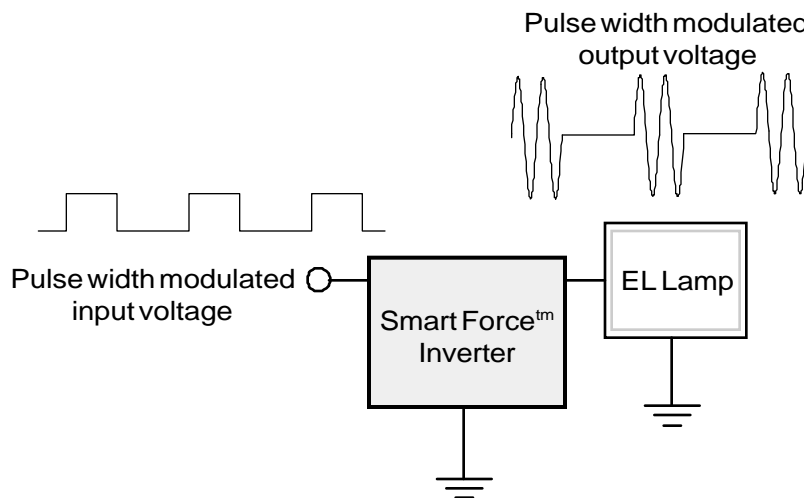 Pulse width modulated
output voltage
Pulse width modulated
input voltage
Smart Force™
Inverter
EL Lamp